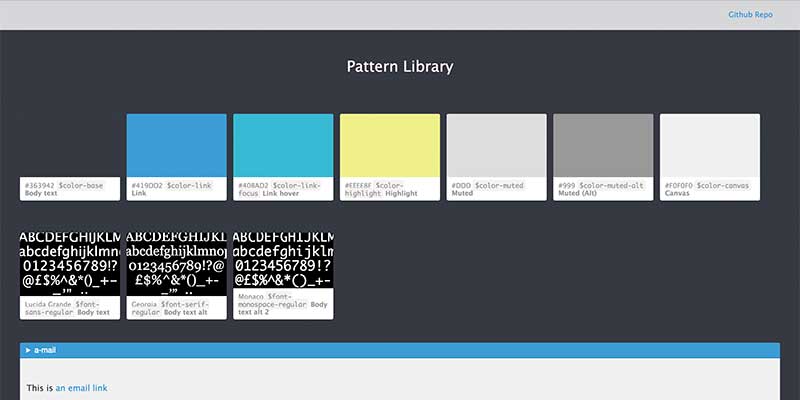 Github Repo
Pattern Library
#363942 $color-base
Body text
#419DD2 $color-link
Link
#40BAD2 $color-link-
focus Link hover
#EEEE8F $color-
highlight Highlight
#DDD $color-muted
Muted
#999 $color-muted-alt
Muted (Alt)
#F0F0F0 $color-canvas
Canvas
ABCDEFGHIJKLM
abcdefghijklmn
0123456789!?
@£$%^&*()_+-
Lucida Grande $font-
sans-regular Body text
ABCDEFGHIJKL
abcdefghijklmnop
0123456789!?@
£$%^&*()_+-
Georgia $font-serif-
regular Body text alt
ABCDEFGHIJKLM
abcdefghijklm
0123456789!?
@£$%^&*()_+-
Monaco $font-
monospace-regular Body
text alt 2
a-mail
This is an email link